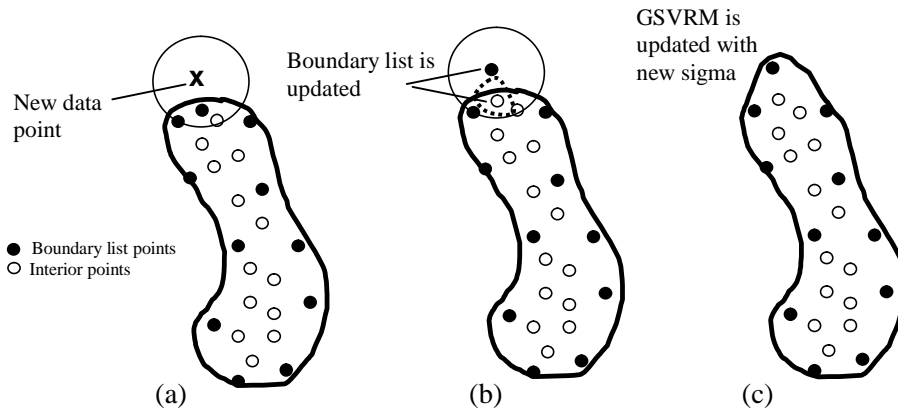 New data
point
X
Boundary list is
updated
GSVRM is
updated with
new sigma
Boundary list points
Interior points
(a)
(b)
(c)